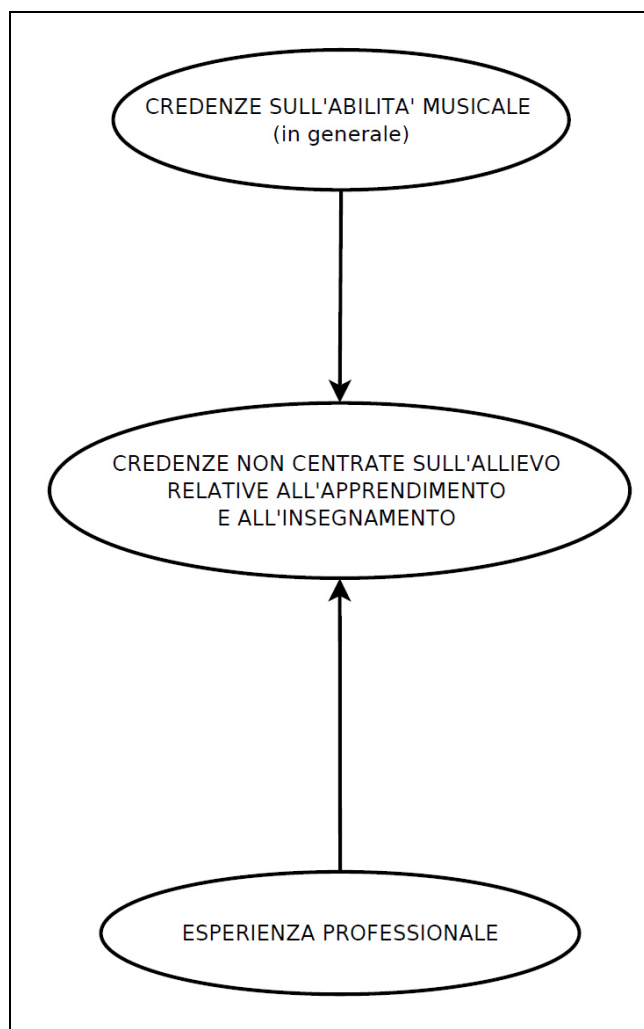 CREDENZE SULL'ABILITA' MUSICALE
(in generale)
CREDENZE NON CENTRATE SULL'ALLIEVO
RELATIVE ALL'APPRENDIMENTO
E ALL'INSEGNAMENTO
ESPERIENZA PROFESSIONALE